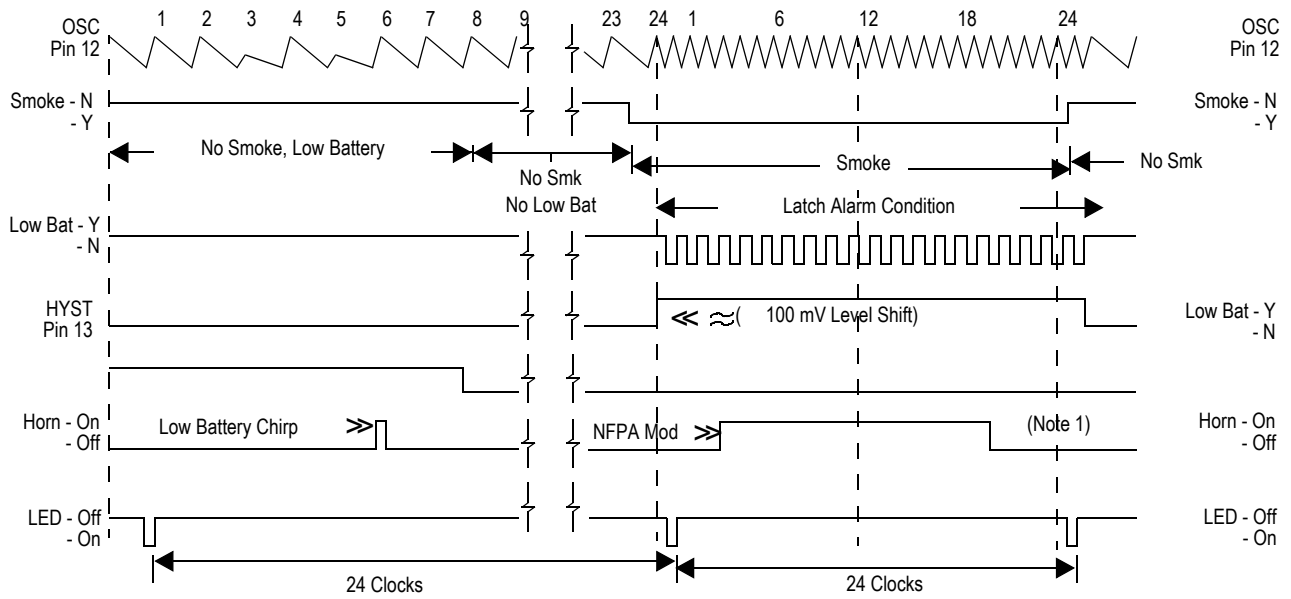 1 2 3 4 5 6 7 8 9 23 24 1 6 12 18 24
OSC
Pin 12
OSC
Pin 12
Smoke - N
- Y
Smoke - N
- Y
No Smoke, Low Battery
No Smk
No Low Bat
Smoke
No Smk
Latch Alarm Condition
Low Bat - Y
- N
HYST
Pin 13
≪ ≈( 100 mV Level Shift)
Low Bat - Y
- N
Horn - On
- Off
Low Battery Chirp ≫
NFPA Mod ≫
(Note 1)
Horn - On
- Off
LED - Off
- On
LED - Off
- On
24 Clocks
24 Clocks